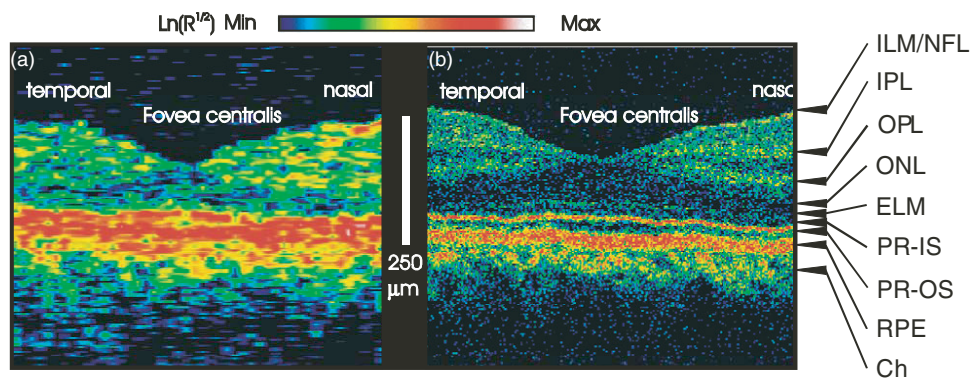 Ln(R1/2) Min Max
(a)
temporal nasal
Fovea centralis
250
µm
(b)
temporal nasa
Fovea centralis
ILM/NFL
IPL
OPL
ONL
ELM
PR-IS
PR-OS
RPE
Ch